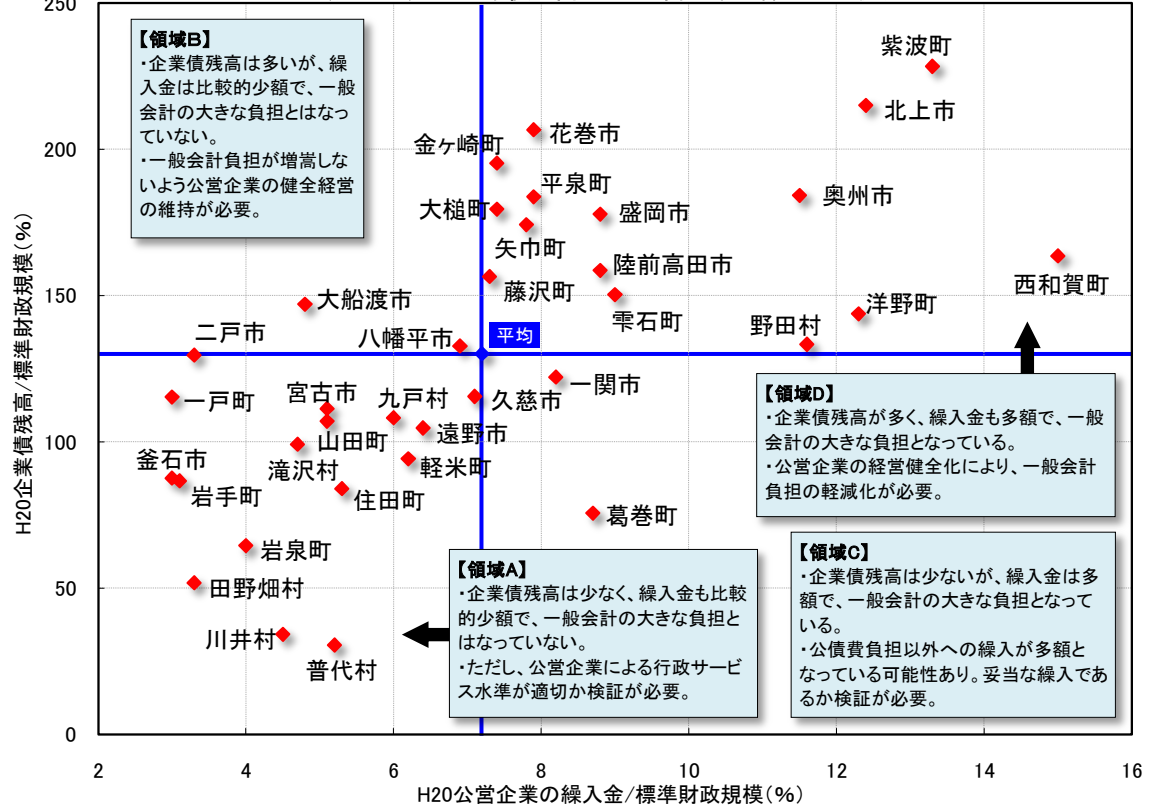 250
200
150
100
50
0
H20企業債残高/標準財政規模(%)
【領域B】
・企業債残高は多いが、繰
入金は比較的少額で、一般
会計の大きな負担とはなっ
ていない。
・一般会計負担が増嵩しな
いよう公営企業の健全経営
の維持が必要。
紫波町
北上市
花巻市
金ヶ崎町
平泉町
奥州市
大槌町
盛岡市
矢巾町
陸前高田市
西和賀町
藤沢町
大船渡市
雫石町
洋野町
野田村
二戸市
八幡平市
平均
一関市
一戸町
宮古市
九戸村
久慈市
山田町
遠野市
滝沢村
軽米町
釜石市
岩手町
住田町
葛巻町
岩泉町
田野畑村
川井村
普代村
【領域D】
・企業債残高が多く、繰入金も多額で、一般
会計の大きな負担となっている。
・公営企業の経営健全化により、一般会計
負担の軽減化が必要。
【領域A】
・企業債残高は少なく、繰入金も比較
的少額で、一般会計の大きな負担と
はなっていない。
・ただし、公営企業による行政サービ
ス水準が適切か検証が必要。
【領域C】
・企業債残高は少ないが、繰入金は多
額で、一般会計の大きな負担となって
いる。
・公債費負担以外への繰入が多額と
なっている可能性あり。妥当な繰入であ
るか検証が必要。
2 4 6 8 10 12 14 16
H20公営企業の繰入金/標準財政規模(%)